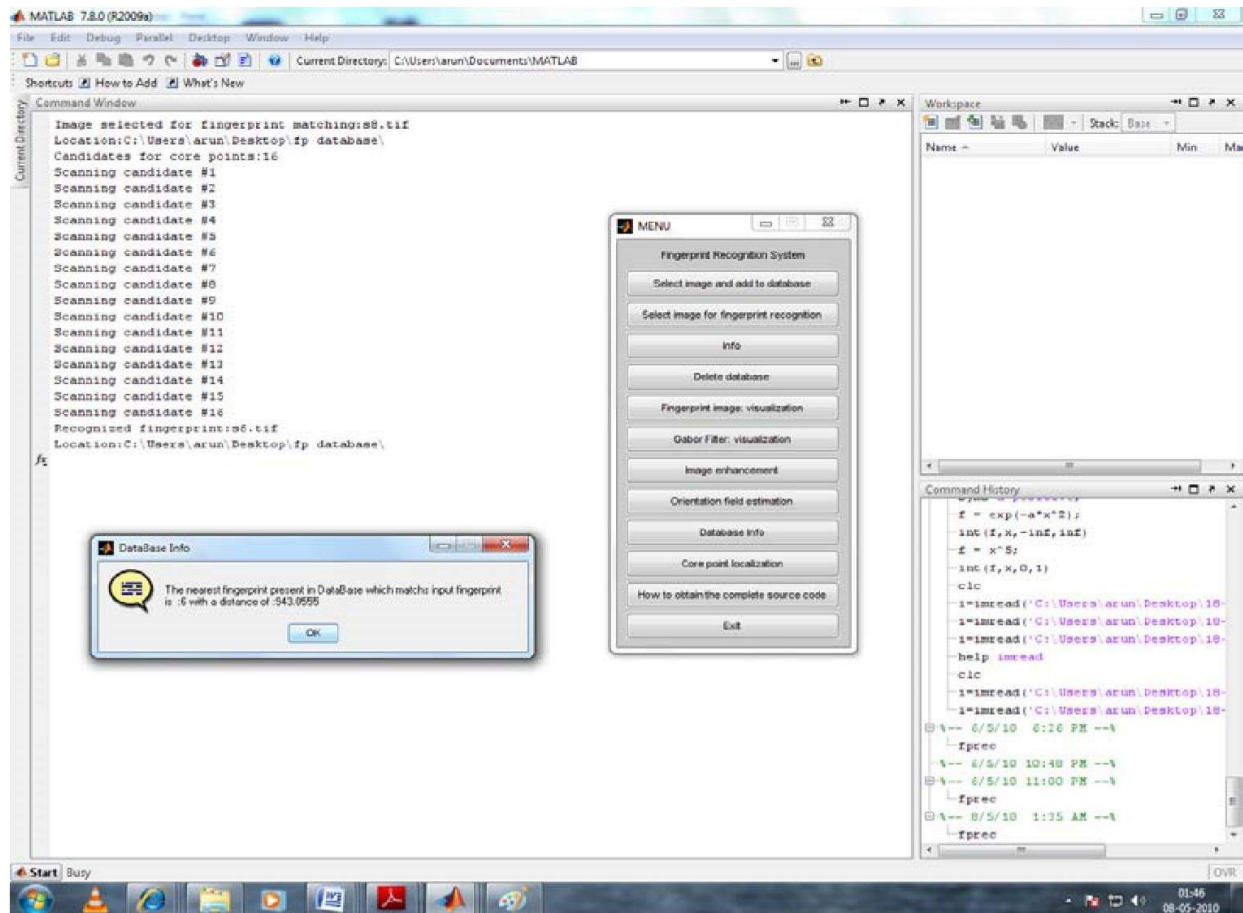 MATLAB 7.8.0 (R2009a)
File Edit Debug Parallel Desktop Window Help
Current Directory: C:\Users\arun\Documents\MATLAB
Shortcuts How to Add What's New
Current Directory
Command Window
Image selected for fingerprint matching:s8.tif
Location:C:\Users\arun\Desktop\fp database\
Candidates for core points:16
Scanning candidate #1
Scanning candidate #2
Scanning candidate #3
Scanning candidate #4
Scanning candidate #5
Scanning candidate #6
Scanning candidate #7
Scanning candidate #8
Scanning candidate #9
Scanning candidate #10
Scanning candidate #11
Scanning candidate #12
Scanning candidate #13
Scanning candidate #14
Scanning candidate #15
Scanning candidate #16
Recognized fingerprint:s6.tif
Location:C:\Users\arun\Desktop\fp database\
fx
DataBase Info
The nearest fingerprint present in DataBase which matchs input fingerprint
is :6 with a distance of :943.0555
OK
MENU
Fingerprint Recognition System
Select image and add to database
Select image for fingerprint recognition
Info
Delete database
Fingerprint image: visualization
Gabor Filter: visualization
Image enhancement
Orientation field estimation
Database Info
Core point localization
How to obtain the complete source code
Exit
Workspace
Stack: Base
Name Value Min Ma
Command History
f = exp(-a*x^2);
int(f,x,-inf,inf)
f = x^5;
int(f,x,0,1)
clc
i=imread('C:\Users\arun\Desktop\18-
i=imread('C:\Users\arun\Desktop\18-
i=imread('C:\Users\arun\Desktop\18-
help imread
clc
i=imread('C:\Users\arun\Desktop\18-
i=imread('C:\Users\arun\Desktop\18-
%-- 6/5/10 6:26 PM --%
fprec
%-- 6/5/10 10:48 PM --%
%-- 6/5/10 11:00 PM --%
fprec
%-- 8/5/10 1:35 AM --%
fprec
Start Busy
OVR
01:46
08-05-2010